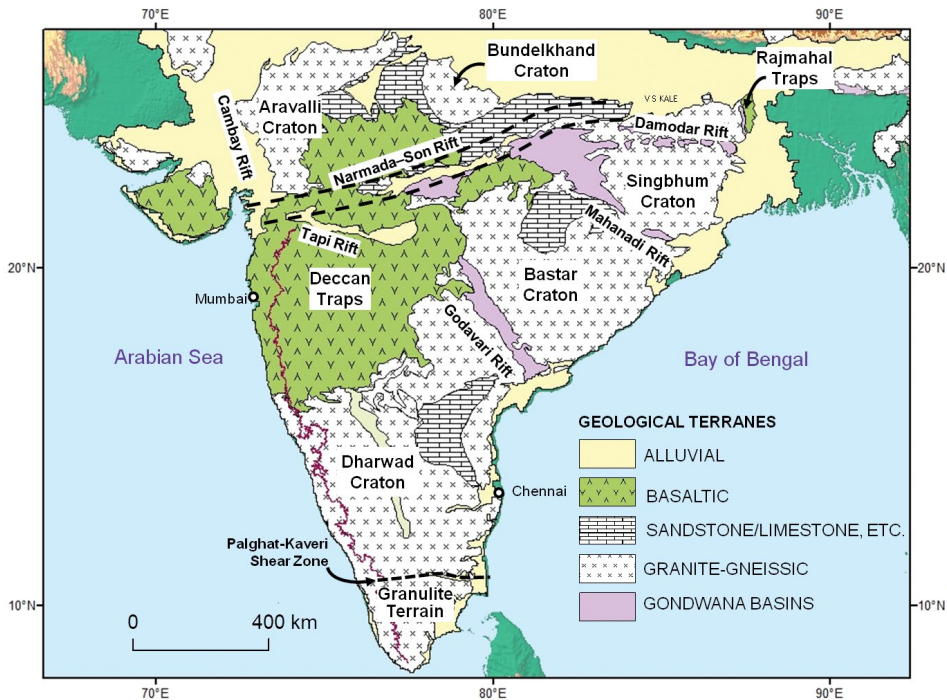 70°E
80°E
90°E
Bundelkhand
Craton
Rajmahal
Traps
V S KALE
Aravalli
Craton
Cambay Rift
Damodar Rift
Narmada–Son Rift
Singbhum
Craton
Mahanadi Rift
Tapi Rift
20°N
20°N
Deccan
Traps
Bastar
Craton
Mumbai
Godavari Rift
Arabian Sea
Bay of Bengal
GEOLOGICAL TERRANES
ALLUVIAL
BASALTIC
SANDSTONE/LIMESTONE, ETC.
GRANITE-GNEISSIC
GONDWANA BASINS
Dharwad
Craton
Chennai
Palghat-Kaveri
Shear Zone
Granulite
Terrain
10°N
10°N
0
400 km
70°E
80°E
90°E